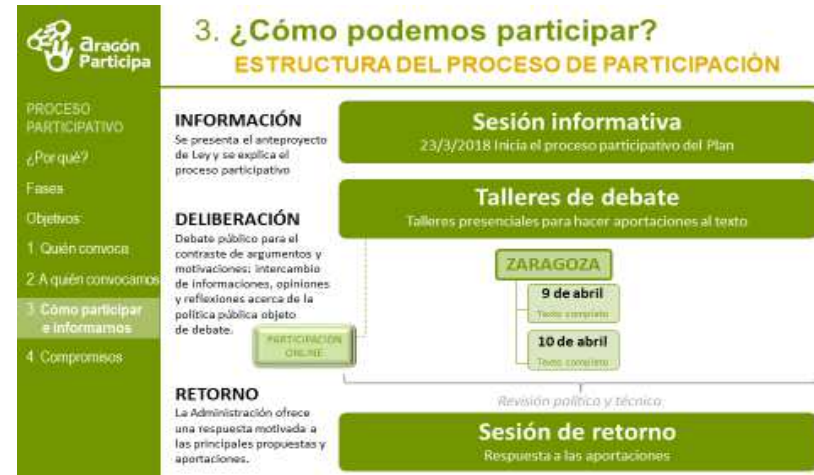 aragón
Participa
3. ¿Cómo podemos participar?
ESTRUCTURA DEL PROCESO DE PARTICIPACIÓN
PROCESO
PARTICIPATIVO
¿Por qué?
Fases
Objetivos
1. Quién convoca
2. A quién convocamos
3. Cómo participar
e informarnos
4. Compromisos
INFORMACIÓN
Se presenta el anteproyecto
de Ley y se explica el
proceso participativo
Sesión informativa
23/3/2018 Inicia el proceso participativo del Plan
DELIBERACIÓN
Debate público para el
contraste de argumentos y
motivaciones: intercambio
de informaciones, opiniones
y reflexiones acerca de la
política pública objeto
de debate.
PARTICIPACIÓN
ONLINE
Talleres de debate
Talleres presenciales para hacer aportaciones al texto
ZARAGOZA
9 de abril
Texto completo
10 de abril
Texto completo
Revisión política y técnica
RETORNO
La Administración ofrece
una respuesta motivada a
las principales propuestas y
aportaciones.
Sesión de retorno
Respuesta a las aportaciones